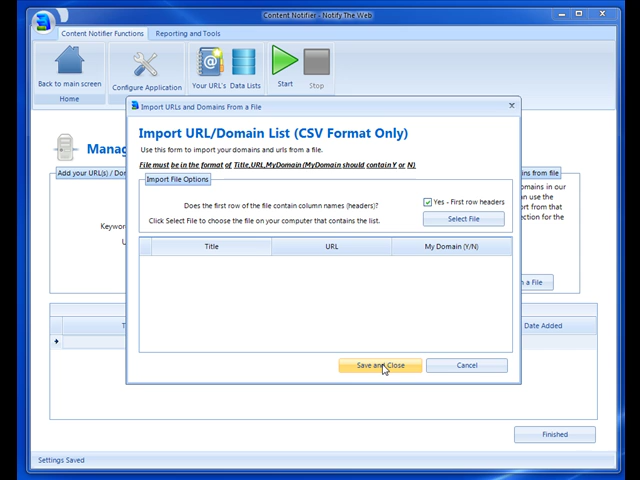 Content Notifier - Notify The Web
Content Notifier Functions
Reporting and Tools
Back to main screen
Configure Application
Your URL's
Data Lists
Start
Stop
Home
Import URLs and Domains From a File
Import URL/Domain List (CSV Format Only)
Use this form to import your domains and urls from a file.
File must be in the format of Title,URL,MyDomain (MyDomain should contain Y or N)
Import File Options
Does the first row of the file contain column names (headers)?
Yes - First row headers
Click Select File to choose the file on your computer that contains the list.
Select File
Title
URL
My Domain (Y/N)
Save and Close
Cancel
Manag
Add your URL(s) / Dom
Keywor
U
ains from file
omains in our
on use the
ort from that
ection for the
n a File
T
Date Added
Finished
Settings Saved